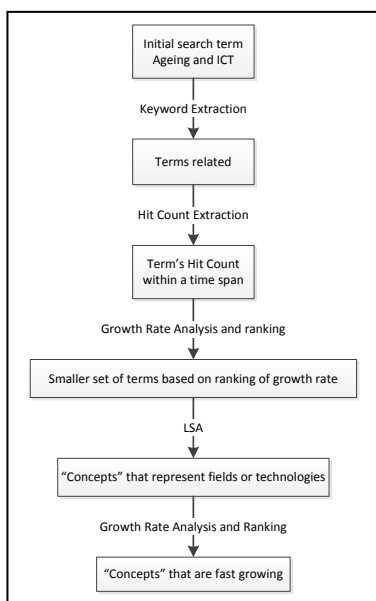 Initial search term
Ageing and ICT
Keyword Extraction
Terms related
Hit Count Extraction
Term's Hit Count
within a time span
Growth Rate Analysis and ranking
Smaller set of terms based on ranking of growth rate
LSA
“Concepts” that represent fields or technologies
Growth Rate Analysis and Ranking
“Concepts” that are fast growing